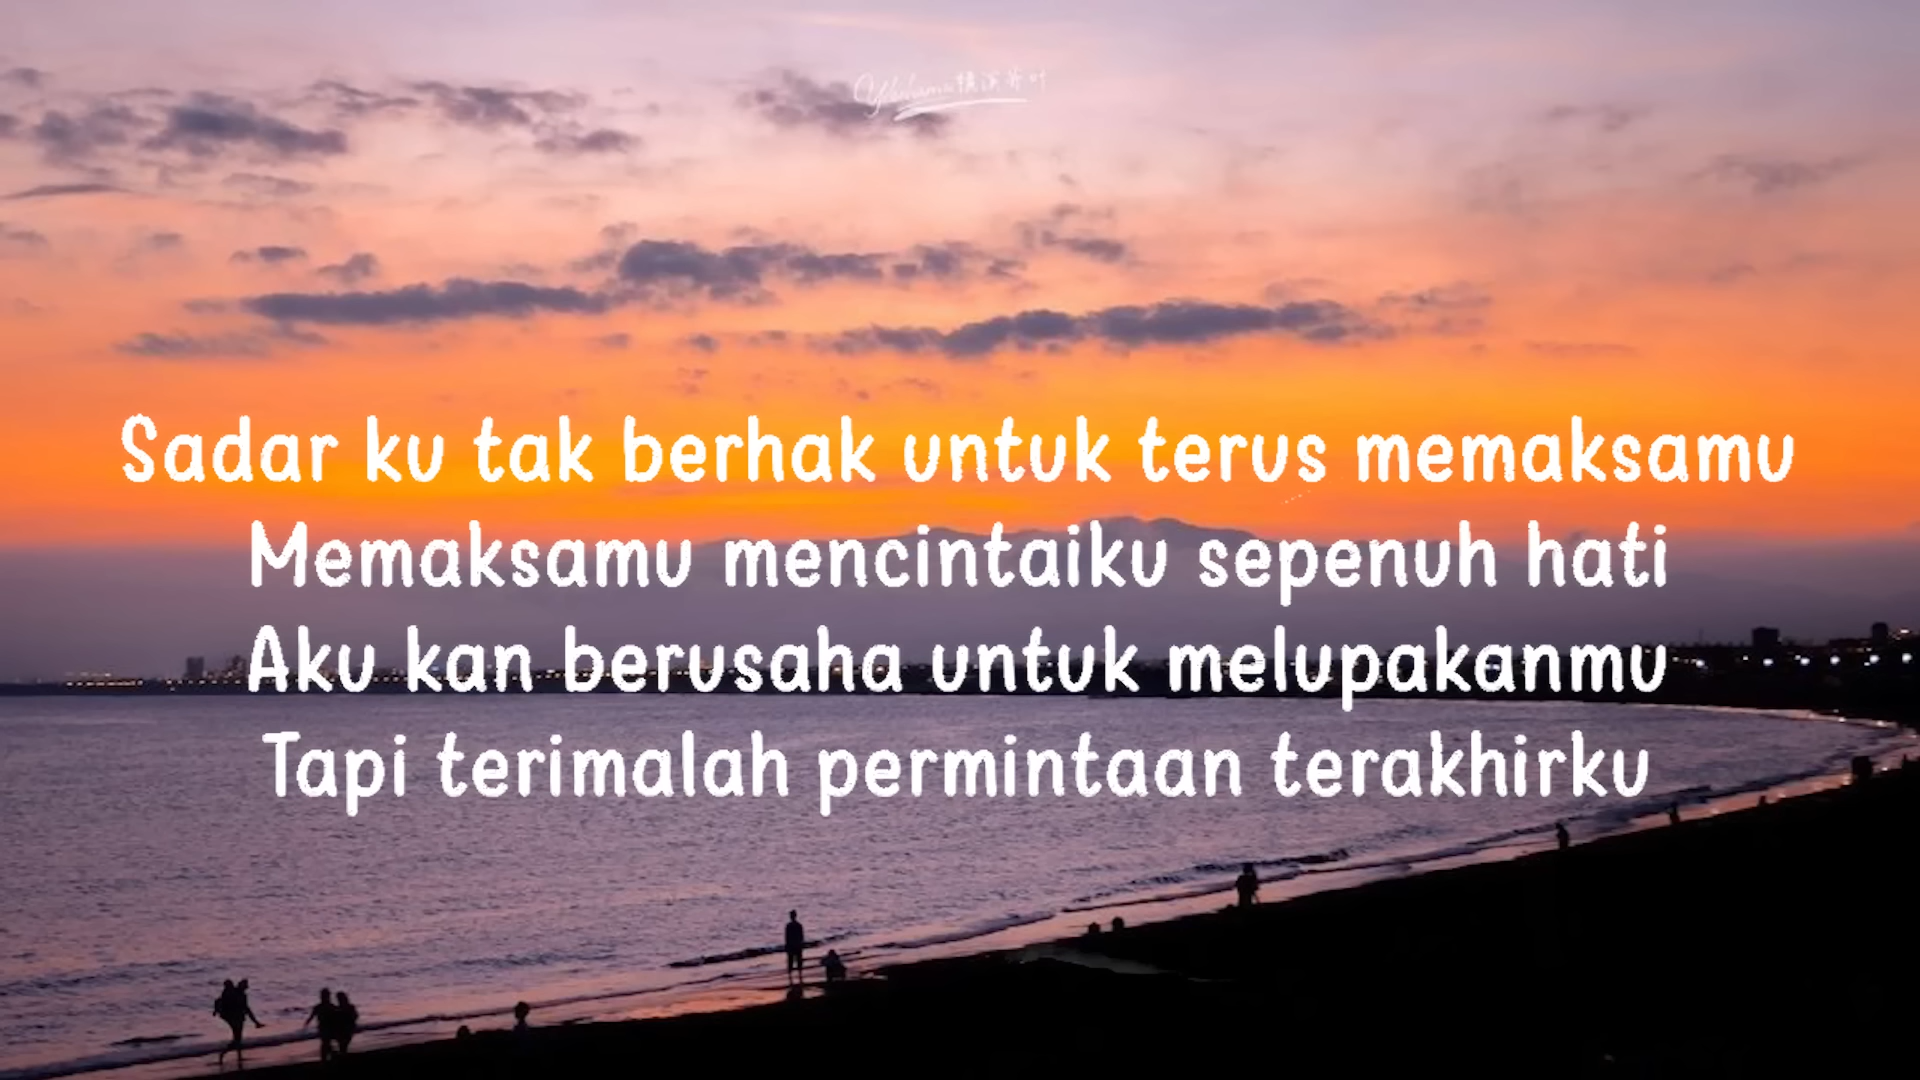 Sadar ku tak berhak untuk terus memaksamu
Memaksamu mencintaiku sepenuh hati
Aku kan berusaha untuk melupakanmu
Tapi terimalah permintaan terakhirku